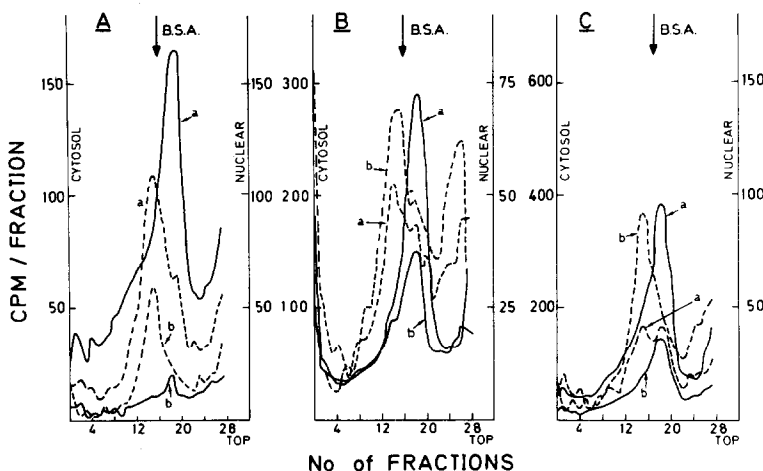 A B C
B.S.A. B.S.A. B.S.A.
150 150 300 75 600 150
100 100 200 50 400 100
50 50 100 25 200 50
CYTOSOL NUCLEAR CYTOSOL NUCLEAR CYTOSOL NUCLEAR
a a b b
b a a b
b a a b
CPM / FRACTION
4 12 20 28 4 12 20 28 4 12 20 28
TOP TOP TOP
No of FRACTIONS